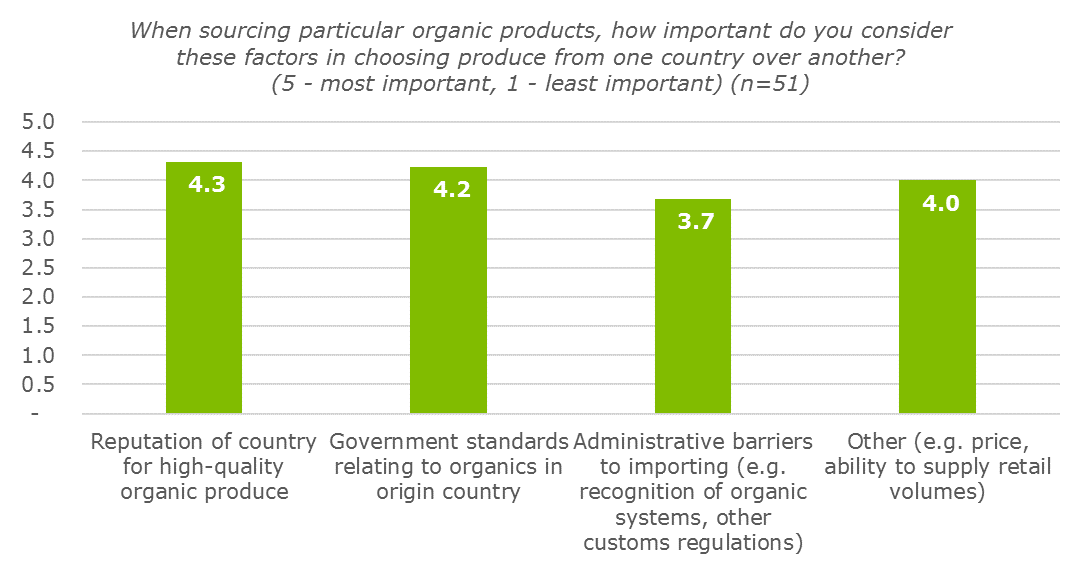 When sourcing particular organic products, how important do you consider
these factors in choosing produce from one country over another?
(5 - most important, 1 - least important) (n=51)
5.0
4.5
4.0
3.5
3.0
2.5
2.0
1.5
1.0
0.5
-
4.3
4.2
3.7
4.0
Reputation of country
for high-quality
organic produce
Government standards
relating to organics in
origin country
Administrative barriers
to importing (e.g.
recognition of organic
systems, other
customs regulations)
Other (e.g. price,
ability to supply retail
volumes)